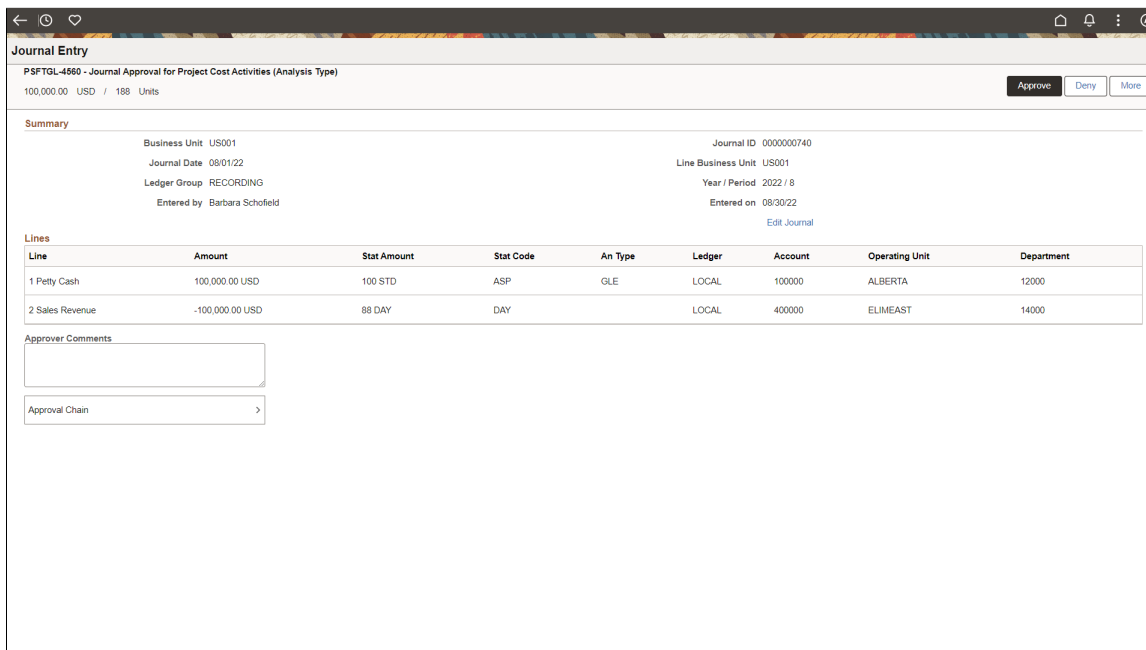 Journal Entry
PSFTGL-4560 - Journal Approval for Project Cost Activities (Analysis Type)
100,000.00 USD / 188 Units
Approve Deny More
Summary
Business Unit US001 Journal ID 0000000740
Journal Date 08/01/22 Line Business Unit US001
Ledger Group RECORDING Year / Period 2022 / 8
Entered by Barbara Schofield Entered on 08/30/22
Edit Journal
Lines
Line Amount Stat Amount Stat Code An Type Ledger Account Operating Unit Department
1 Petty Cash 100,000.00 USD 100 STD ASP GLE LOCAL 100000 ALBERTA 12000
2 Sales Revenue -100,000.00 USD 88 DAY DAY LOCAL 400000 ELIMEAST 14000
Approver Comments
Approval Chain